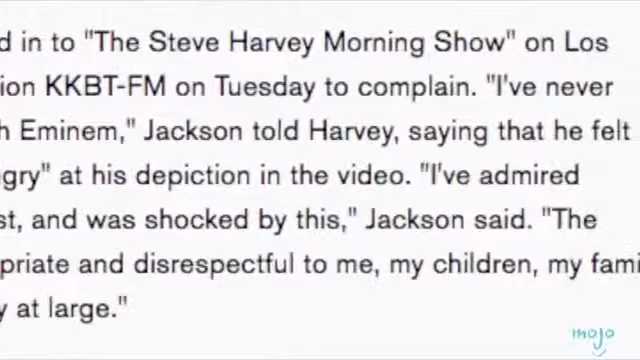 d in to "The Steve Harvey Morning Show" on Los
ion KKBT-FM on Tuesday to complain. "I've never
h Eminem," Jackson told Harvey, saying that he felt
gry" at his depiction in the video. "I've admired
st, and was shocked by this," Jackson said. "The
priate and disrespectful to me, my children, my fami
y at large."
mojo